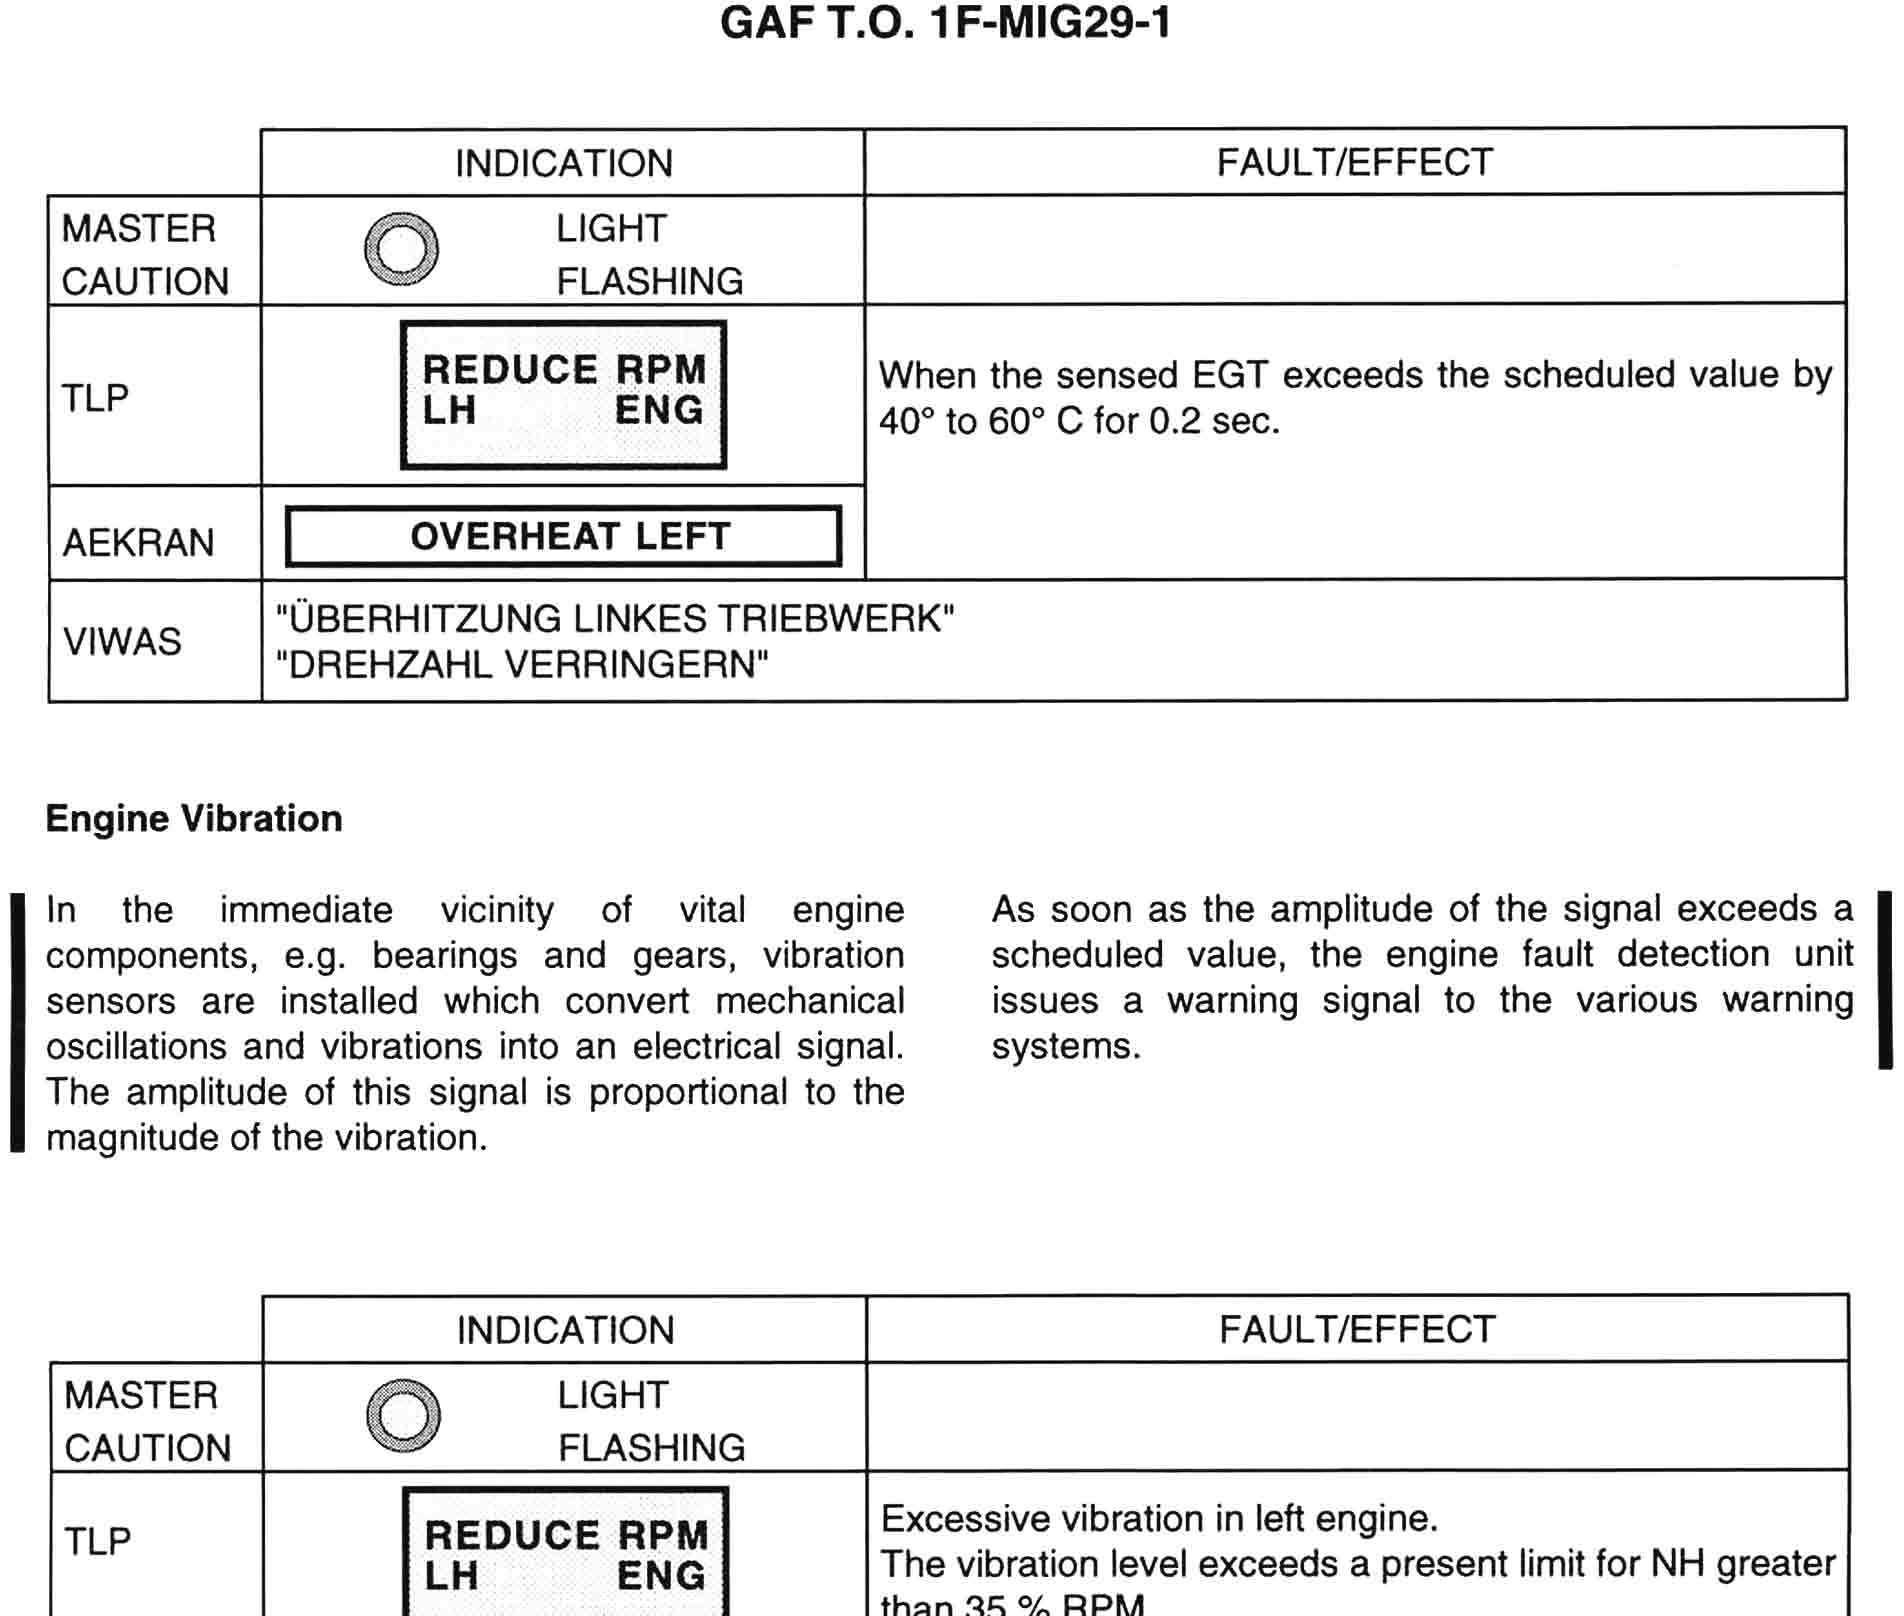 GAF T.O. 1F-MIG29-1
INDICATION FAULT/EFFECT
MASTER
CAUTION
LIGHT
FLASHING
TLP
REDUCE RPM
LH ENG
When the sensed EGT exceeds the scheduled value by
40° to 60° C for 0.2 sec.
AEKRAN
OVERHEAT LEFT
VIWAS
"ÜBERHITZUNG LINKES TRIEBWERK"
"DREHZAHL VERRINGERN"
Engine Vibration
In the immediate vicinity of vital engine
components, e.g. bearings and gears, vibration
sensors are installed which convert mechanical
oscillations and vibrations into an electrical signal.
The amplitude of this signal is proportional to the
magnitude of the vibration.
As soon as the amplitude of the signal exceeds a
scheduled value, the engine fault detection unit
issues a warning signal to the various warning
systems.
INDICATION FAULT/EFFECT
MASTER
CAUTION
LIGHT
FLASHING
TLP
REDUCE RPM
LH ENG
Excessive vibration in left engine.
The vibration level exceeds a present limit for NH greater
than 35 % RPM